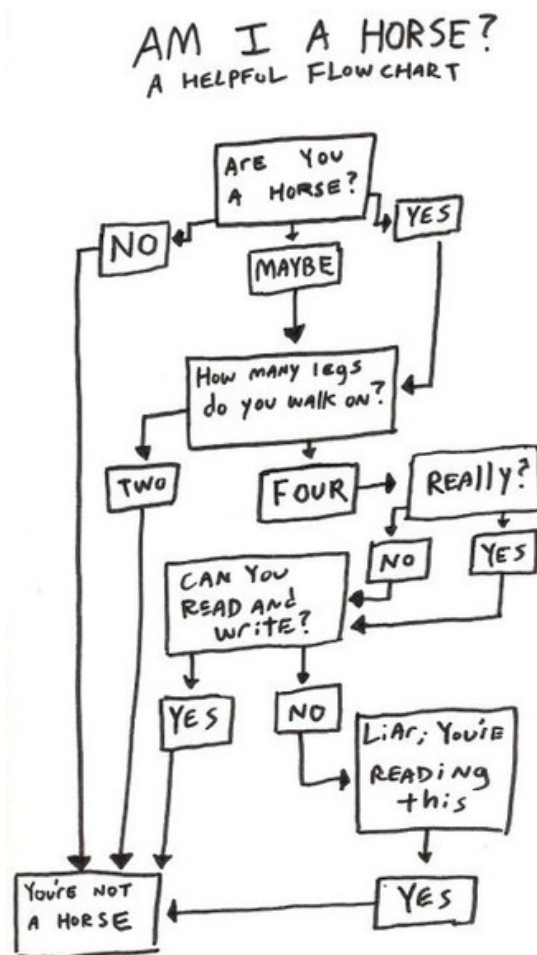 AM I A HORSE?
A HELPFUL FLOWCHART
ArE YOU
A HORSE?
NO
MAYBE
YES
How MANy lEgs
do you WALK ON?
TWO
FOUR
REAlly?
NO
YES
CAN YOU
READ AND
WriTE?
YES
NO
LiAr; YOU'rE
READiNG
this
YES
YOU'rE NOT
A HORSE